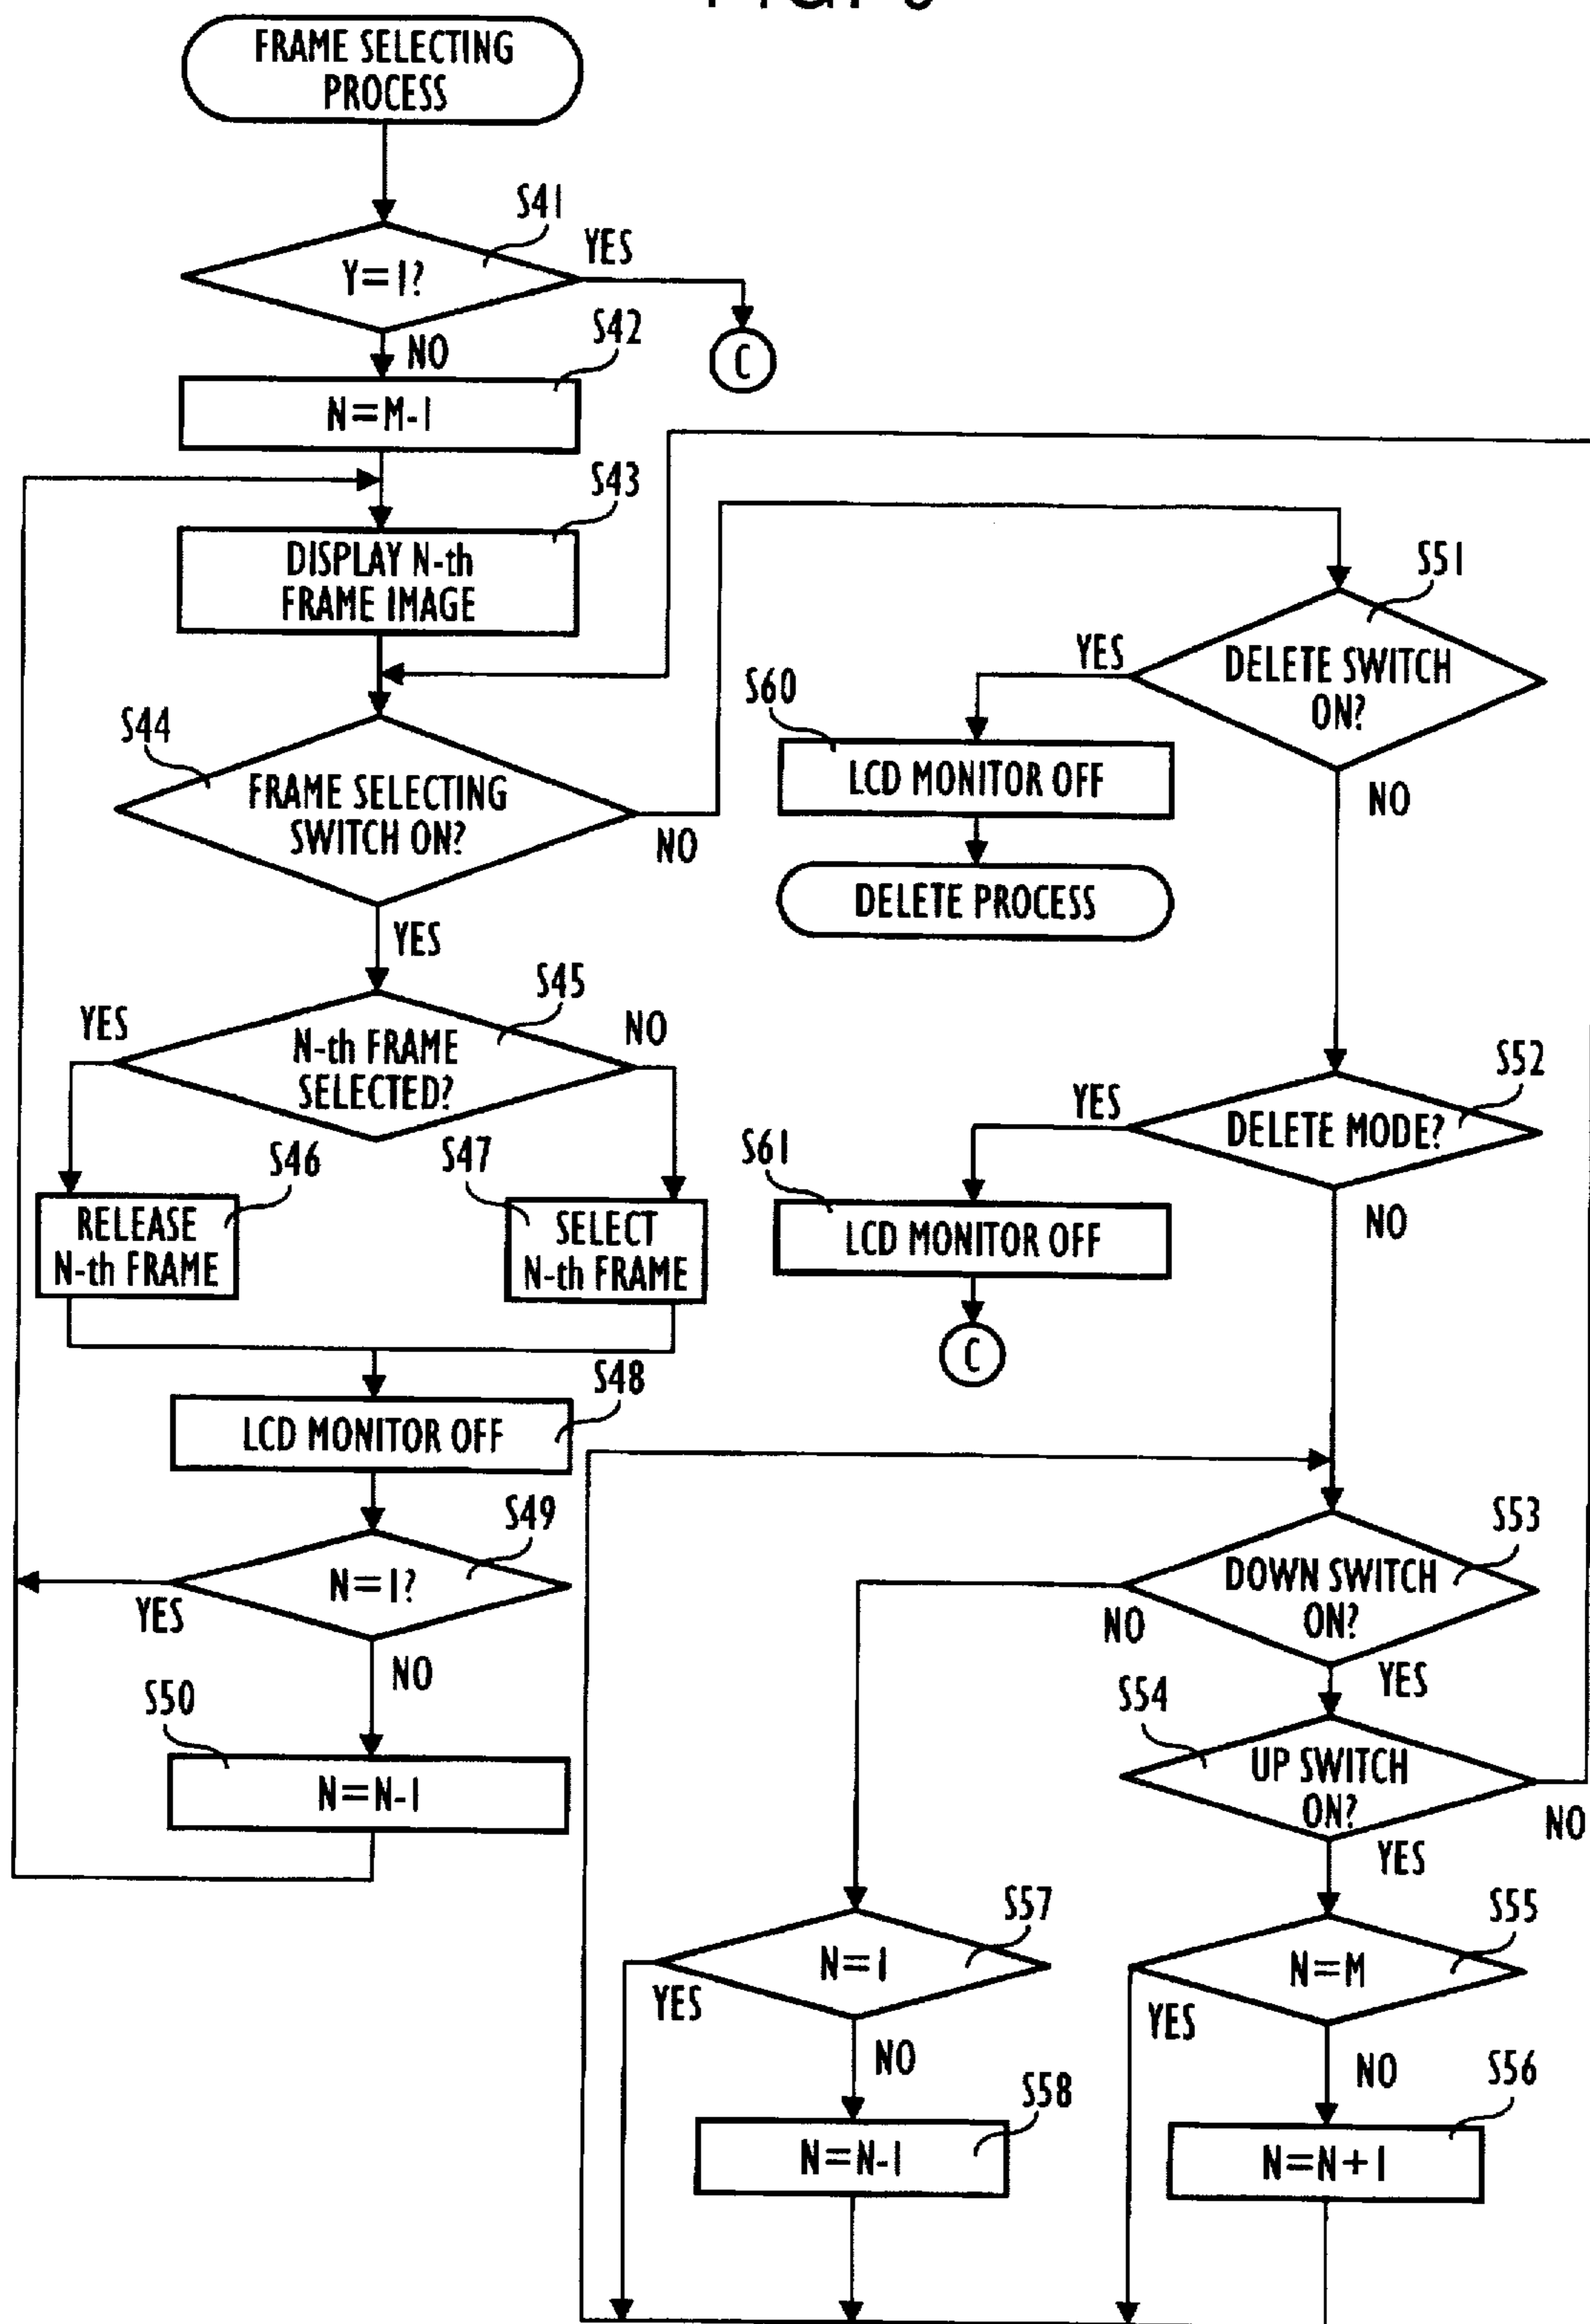 FRAME SELECTING
PROCESS
S41
Y=1?
YES
C
NO
S42
N=M-1
S43
DISPLAY N-th
FRAME IMAGE
S44
FRAME SELECTING
SWITCH ON?
NO
YES
S45
N-th FRAME
SELECTED?
YES
NO
S46
RELEASE
N-th FRAME
S47
SELECT
N-th FRAME
S48
LCD MONITOR OFF
S49
N=1?
YES
NO
S50
N=N-1
S51
DELETE SWITCH
ON?
YES
NO
S60
LCD MONITOR OFF
DELETE PROCESS
S52
DELETE MODE?
YES
NO
S61
LCD MONITOR OFF
C
S53
DOWN SWITCH
ON?
NO
YES
S54
UP SWITCH
ON?
NO
YES
S57
N=1
YES
NO
S58
N=N-1
S55
N=M
YES
NO
S56
N=N+1